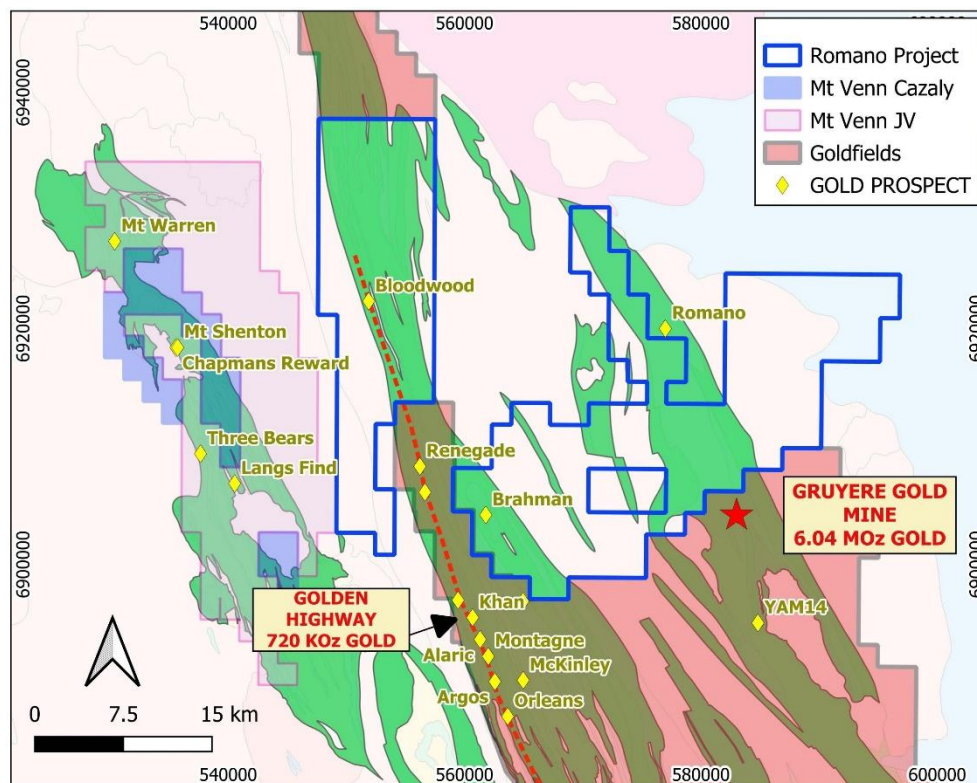 540000
560000
580000
6940000
6920000
6900000
Romano Project
Mt Venn Cazaly
Mt Venn JV
Goldfields
GOLD PROSPECT
Mt Warren
Bloodwood
Romano
6920000
Mt Shenton
Chapmans Reward
Three Bears
Langs Find
Renegade
Brahman
GRUYERE GOLD
MINE
6.04 MOz GOLD
6900000
GOLDEN
HIGHWAY
720 KOz GOLD
Khan
YAM14
Alaric
Montagne
McKinley
Argos
Orleans
0 7.5 15 km
540000
560000
580000
600000